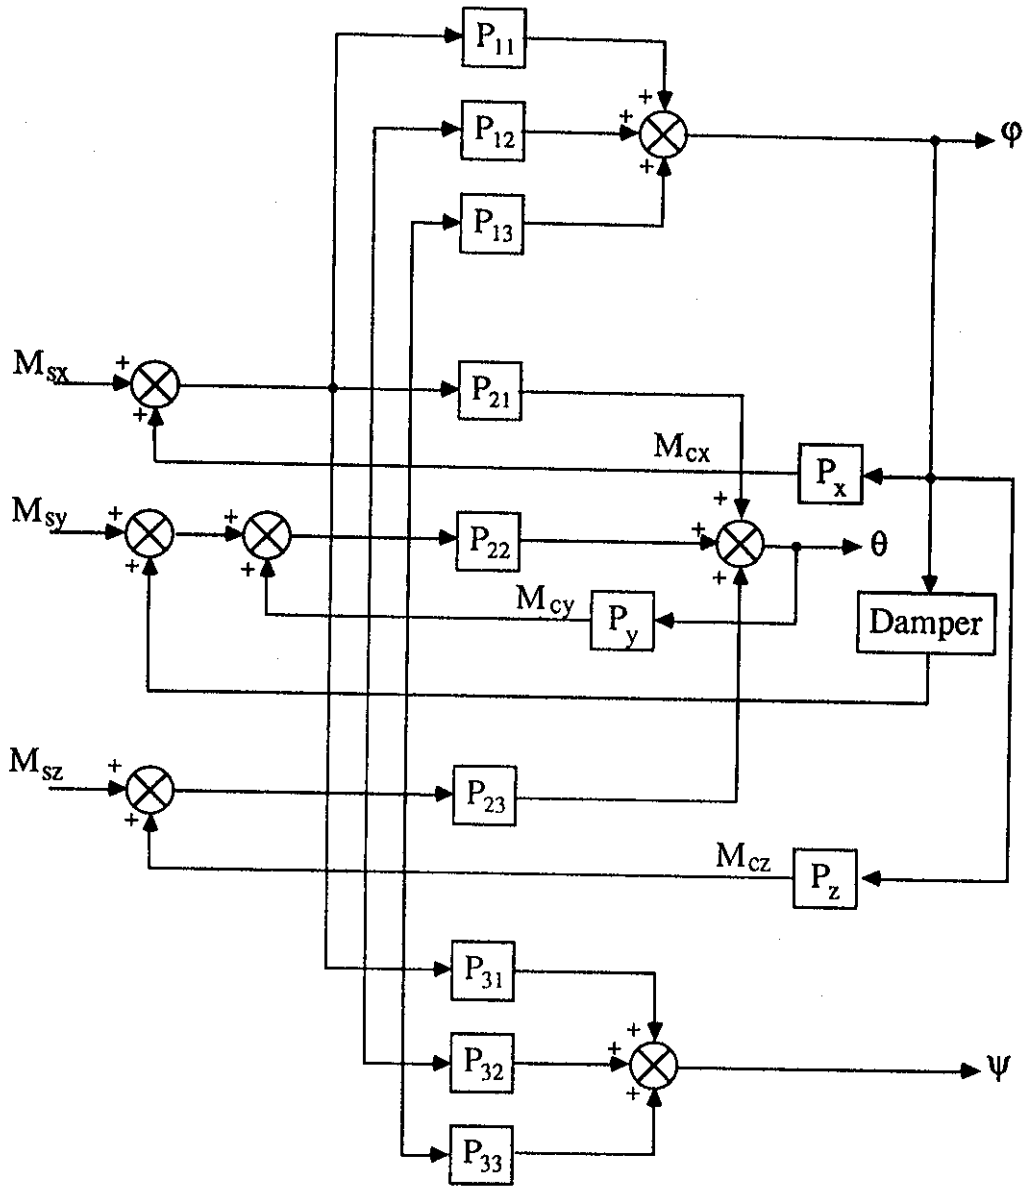 P11
+
P12
+
φ
+
P13
Msx
+
P21
+
Mcx
Px
+
Msy
+
+
P22
+
θ
+
+
+
Mcy
Py
Damper
Msz
+
P23
+
Mcz
Pz
P31
+
P32
+
ψ
+
P33